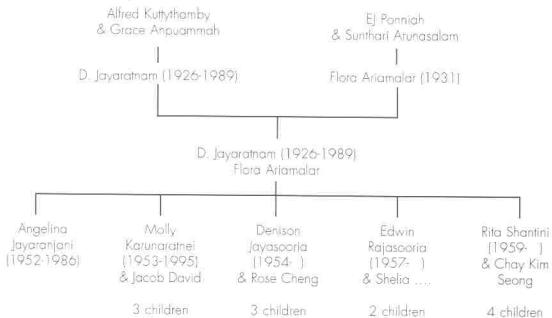 Alfred Kuttythamby
& Grace Anpuammah
EJ Ponniah
& Sunthari Arunasalam
D. Jayaratnam (1926-1989)
Flora Ariamalar (1931)
D. Jayaratnam (1926-1989)
Flora Ariamalar
Angelina
Jayaranjani
(1952-1986)
Molly
Karunaratnei
(1953-1995)
& Jacob David
3 children
Denison
Jayasooria
(1954- )
& Rose Cheng
3 children
Edwin
Rajasooria
(1957- )
& Shelia ....
2 children
Rita Shantini
(1959- )
& Chay Kim
Seong
4 children